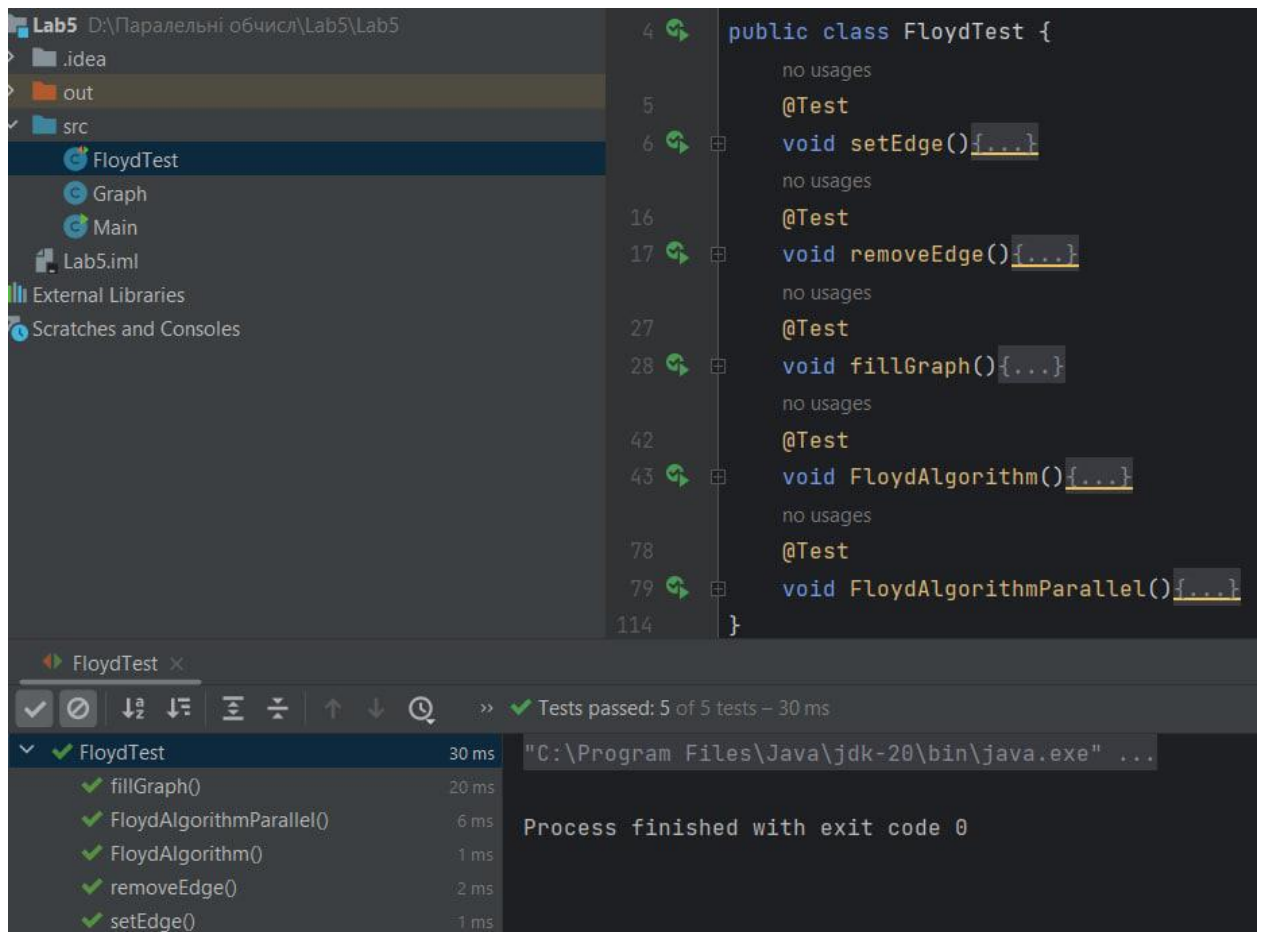 Lab5 D:\Паралельні обчисл\Lab5\Lab5
.idea
out
src
FloydTest
Graph
Main
Lab5.iml
External Libraries
Scratches and Consoles
4 public class FloydTest {
no usages
5 @Test
6 void setEdge(){...}
no usages
16 @Test
17 void removeEdge(){...}
no usages
27 @Test
28 void fillGraph(){...}
no usages
42 @Test
43 void FloydAlgorithm(){...}
no usages
78 @Test
79 void FloydAlgorithmParallel(){...}
114 }
FloydTest
Tests passed: 5 of 5 tests – 30 ms
FloydTest 30 ms
fillGraph() 20 ms
FloydAlgorithmParallel() 6 ms
FloydAlgorithm() 1 ms
removeEdge() 2 ms
setEdge() 1 ms
"C:\Program Files\Java\jdk-20\bin\java.exe" ...
Process finished with exit code 0